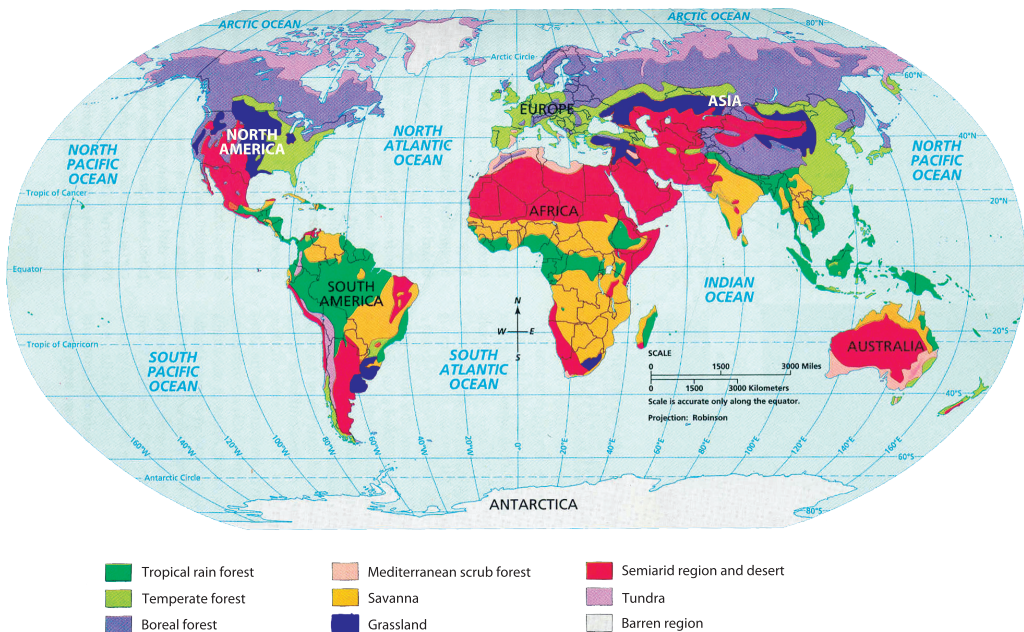 ARCTIC OCEAN
ARCTIC OCEAN
80°N
Arctic Circle
60°N
ASIA
EUROPE
NORTH
AMERICA
NORTH
ATLANTIC
OCEAN
40°N
NORTH
PACIFIC
OCEAN
NORTH
PACIFIC
OCEAN
Tropic of Cancer
20°N
AFRICA
Equator
SOUTH
AMERICA
INDIAN
OCEAN
N
W
E
S
20°S
Tropic of Capricorn
AUSTRALIA
SOUTH
PACIFIC
OCEAN
SOUTH
ATLANTIC
OCEAN
SCALE
0 1500 3000 Miles
0 1500 3000 Kilometers
Scale is accurate only along the equator.
Projection: Robinson
40°S
160°W
140°W
120°W
100°W
80°W
60°W
20°W
0°
20°E
40°E
60°E
80°E
100°E
120°E
140°E
160°E
60°S
Antarctic Circle
ANTARCTICA
80°S
Tropical rain forest
Temperate forest
Boreal forest
Mediterranean scrub forest
Savanna
Grassland
Semiarid region and desert
Tundra
Barren region